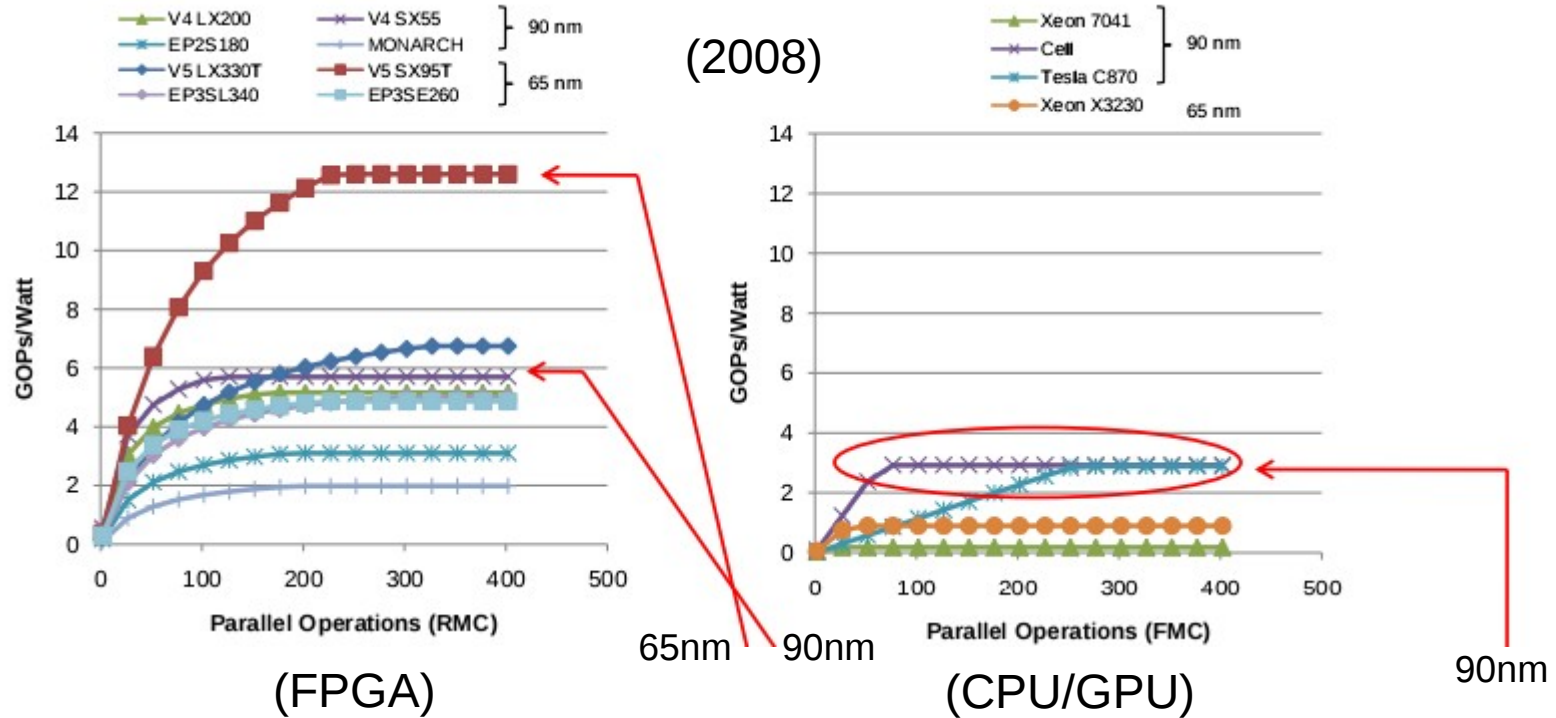 V4 LX200
V4 SX55
EP2S180
MONARCH
90 nm
V5 LX330T
V5 SX95T
EP3SL340
EP3SE260
65 nm
(2008)
Xeon 7041
Cell
Tesla C870
90 nm
Xeon X3230
65 nm
GOPs/Watt
14
12
10
8
6
4
2
0
0 100 200 300 400 500
Parallel Operations (RMC)
(FPGA)
65nm
90nm
GOPs/Watt
14
12
10
8
6
4
2
0
0 100 200 300 400 500
Parallel Operations (FMC)
(CPU/GPU)
90nm